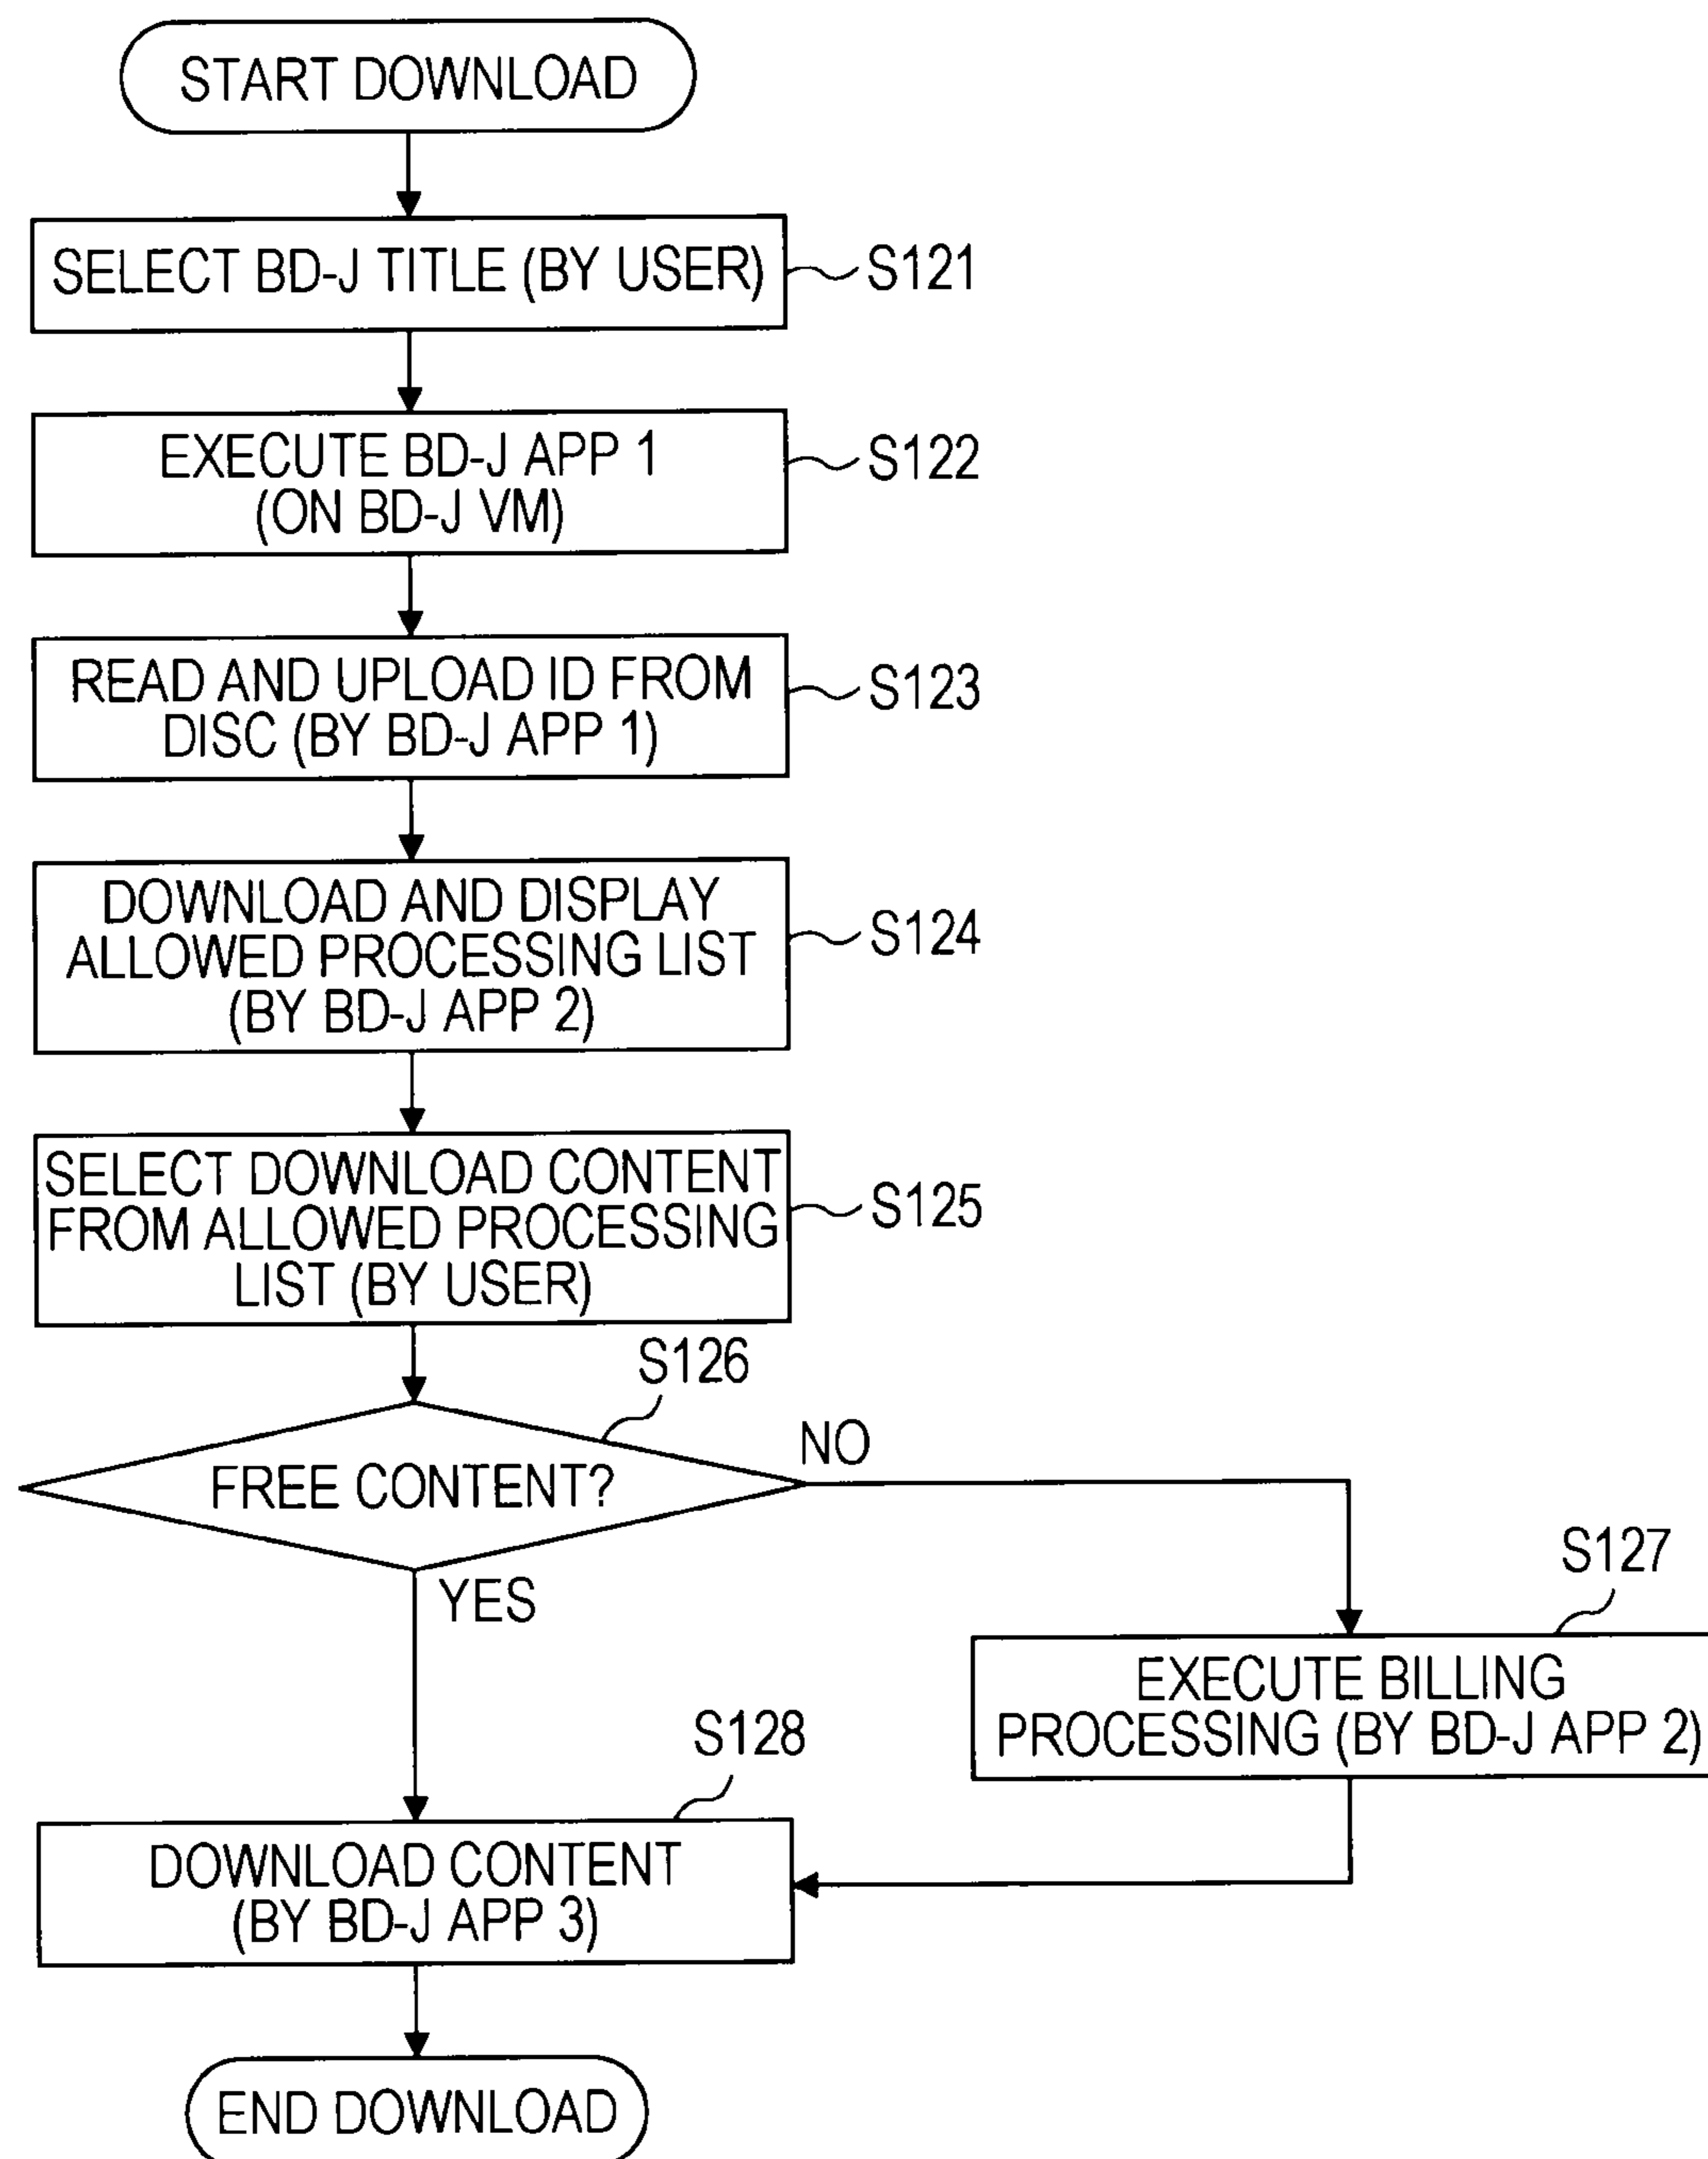 START DOWNLOAD
SELECT BD-J TITLE (BY USER)
S121
EXECUTE BD-J APP 1
(ON BD-J VM)
S122
READ AND UPLOAD ID FROM
DISC (BY BD-J APP 1)
S123
DOWNLOAD AND DISPLAY
ALLOWED PROCESSING LIST
(BY BD-J APP 2)
S124
SELECT DOWNLOAD CONTENT
FROM ALLOWED PROCESSING
LIST (BY USER)
S125
S126
FREE CONTENT?
NO
YES
S127
EXECUTE BILLING
PROCESSING (BY BD-J APP 2)
S128
DOWNLOAD CONTENT
(BY BD-J APP 3)
END DOWNLOAD